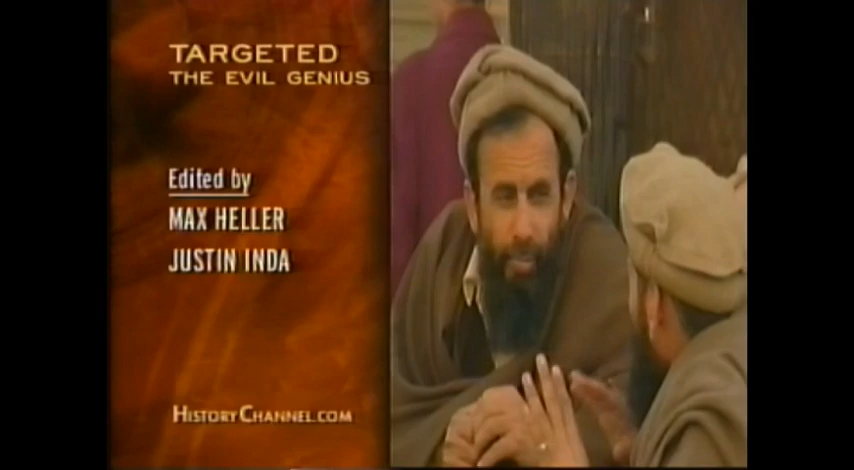 TARGETED
THE EVIL GENIUS
Edited by
MAX HELLER
JUSTIN INDA
HISTORYCHANNEL.COM